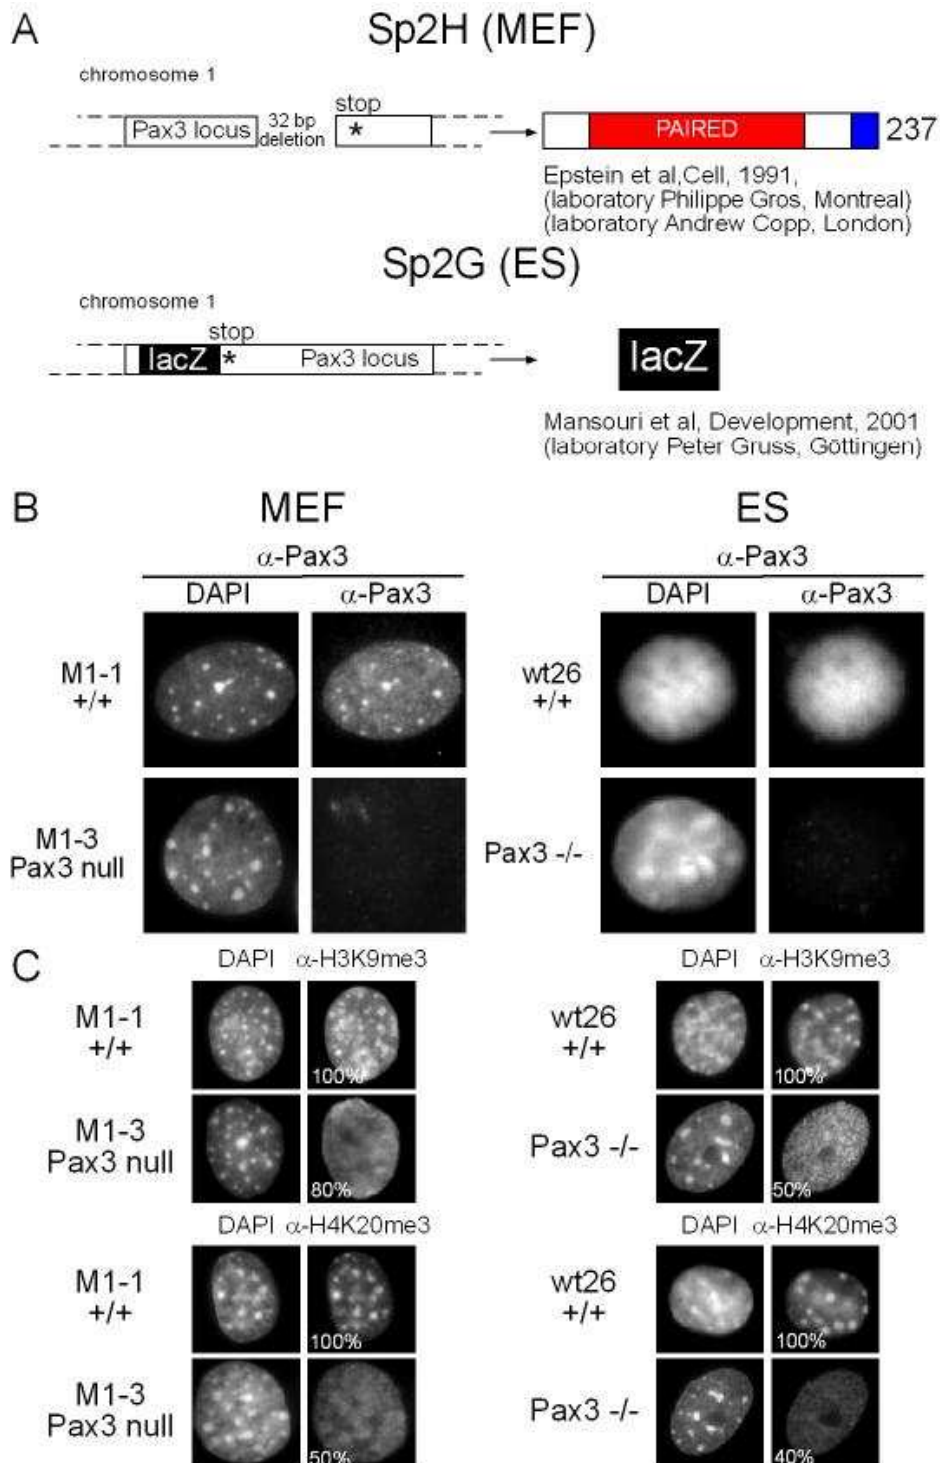 A
Sp2H (MEF)
chromosome 1
Pax3 locus
32 bp
deletion
stop
*
PAIRED
237
Epstein et al,Cell, 1991,
(laboratory Philippe Gros, Montreal)
(laboratory Andrew Copp, London)
Sp2G (ES)
chromosome 1
stop
lacZ * Pax3 locus
lacZ
Mansouri et al, Development, 2001
(laboratory Peter Gruss, Göttingen)
B
MEF
α-Pax3
DAPI α-Pax3
M1-1
+/+
M1-3
Pax3 null
ES
α-Pax3
DAPI α-Pax3
wt26
+/+
Pax3 -/-
C
DAPI α-H3K9me3
M1-1
+/+
100%
M1-3
Pax3 null
80%
DAPI α-H4K20me3
M1-1
+/+
100%
M1-3
Pax3 null
50%
DAPI α-H3K9me3
wt26
+/+
100%
Pax3 -/-
50%
DAPI α-H4K20me3
wt26
+/+
100%
Pax3 -/-
40%